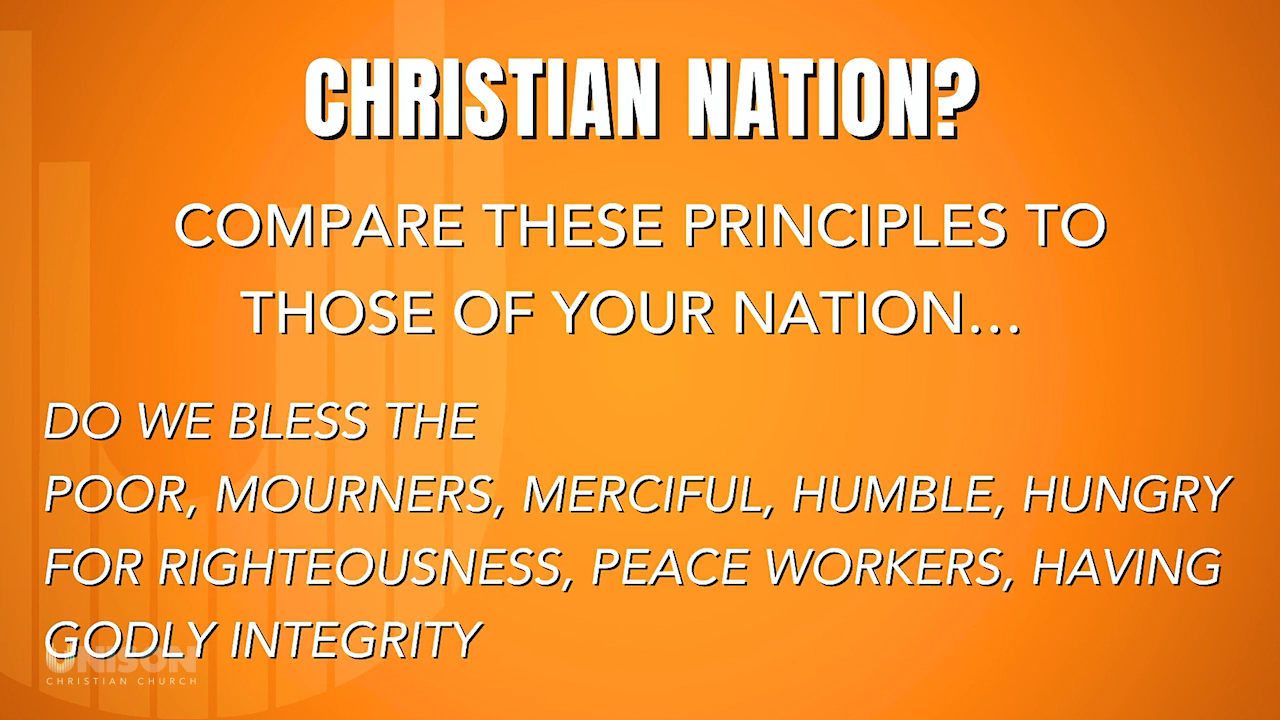 CHRISTIAN NATION?
COMPARE THESE PRINCIPLES TO
THOSE OF YOUR NATION...
DO WE BLESS THE
POOR, MOURNERS, MERCIFUL, HUMBLE, HUNGRY
FOR RIGHTEOUSNESS, PEACE WORKERS, HAVING
GODLY INTEGRITY
UNISON
CHRISTIAN CHURCH